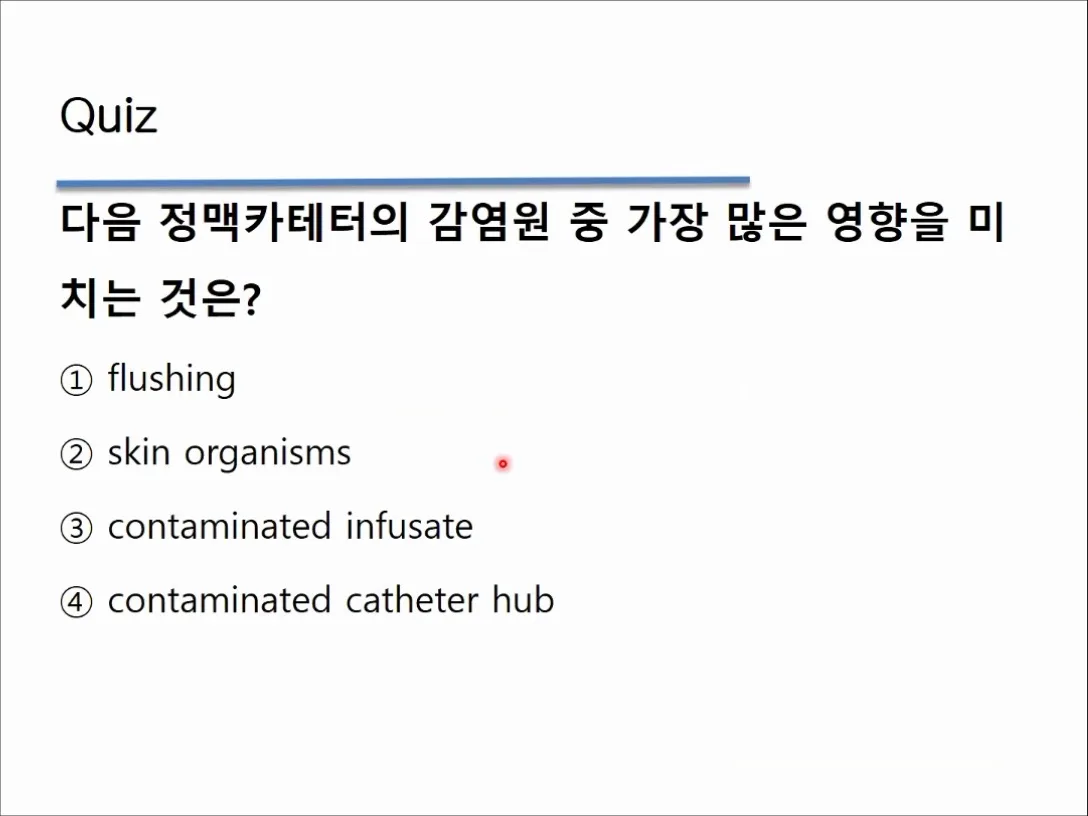 Quiz
다음 정맥카테터의 감염원 중 가장 많은 영향을 미
치는 것은?
① flushing
② skin organisms
③ contaminated infusate
④ contaminated catheter hub